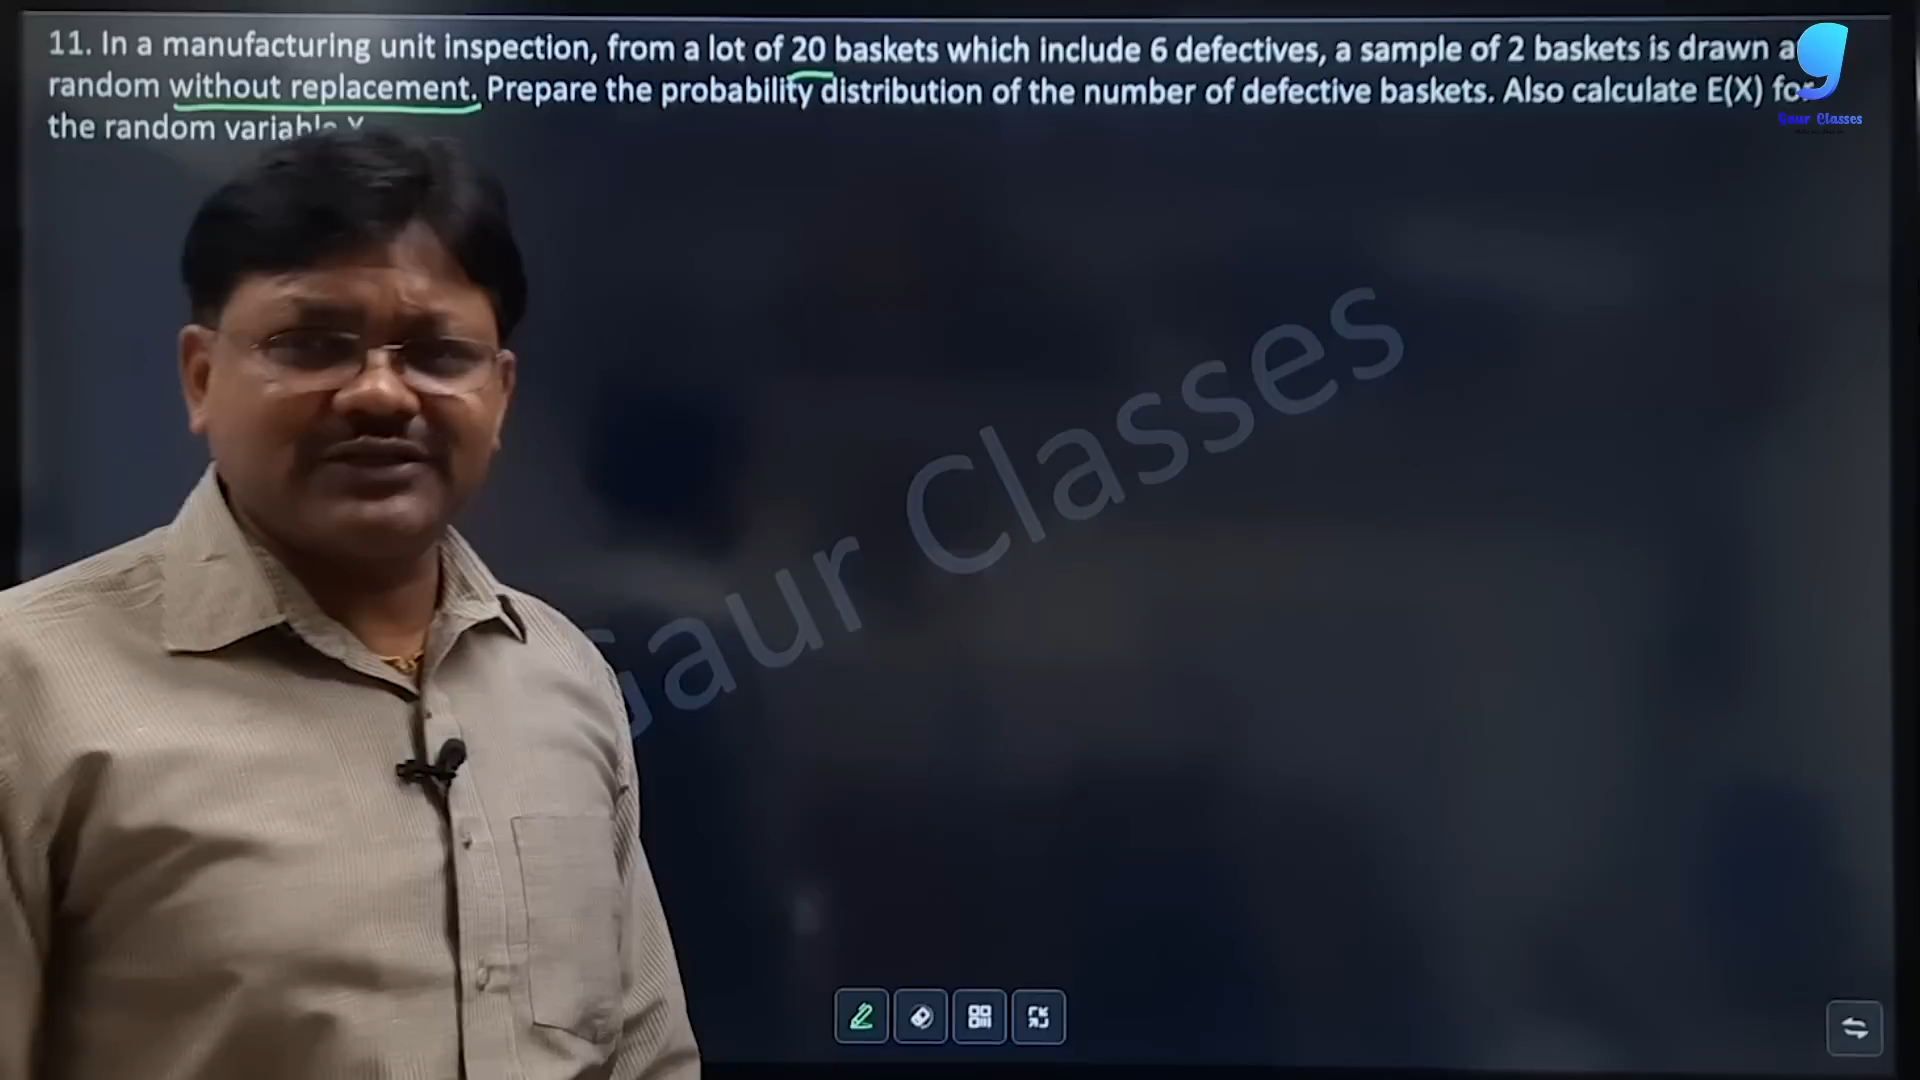 11. In a manufacturing unit inspection, from a lot of 20 baskets which include 6 defectives, a sample of 2 baskets is drawn
random without replacement. Prepare the probability distribution of the number of defective baskets. Also calculate E(X) for
the random variable X
Gaur Classes
Gaur Classes